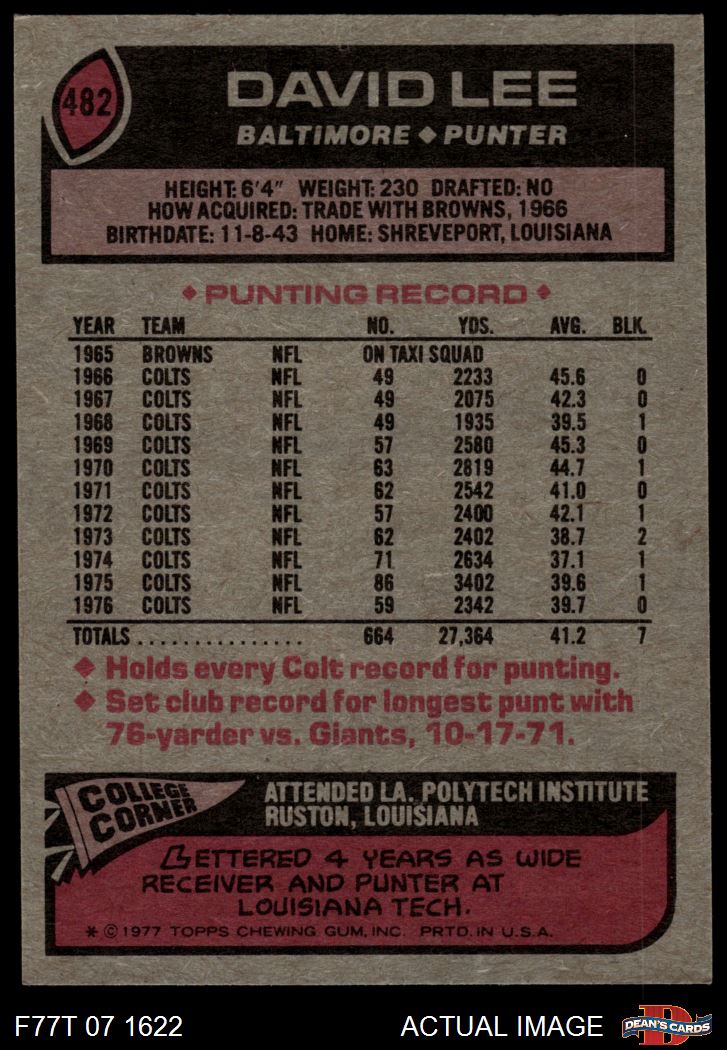 482
DAVID LEE
BALTIMORE ◆ PUNTER
HEIGHT: 6'4" WEIGHT: 230 DRAFTED: NO
HOW ACQUIRED: TRADE WITH BROWNS, 1966
BIRTHDATE: 11-8-43 HOME: SHREVEPORT, LOUISIANA
◆ PUNTING RECORD ◆
YEAR TEAM NO. YDS. AVG. BLK.
1965 BROWNS NFL ON TAXI SQUAD
1966 COLTS NFL 49 2233 45.6 0
1967 COLTS NFL 49 2075 42.3 0
1968 COLTS NFL 49 1935 39.5 1
1969 COLTS NFL 57 2580 45.3 0
1970 COLTS NFL 63 2819 44.7 1
1971 COLTS NFL 62 2542 41.0 0
1972 COLTS NFL 57 2400 42.1 1
1973 COLTS NFL 62 2402 38.7 2
1974 COLTS NFL 71 2634 37.1 1
1975 COLTS NFL 86 3402 39.6 1
1976 COLTS NFL 59 2342 39.7 0
TOTALS ................ 664 27,364 41.2 7
◆ Holds every Colt record for punting.
◆ Set club record for longest punt with
76-yarder vs. Giants, 10-17-71.
COLLEGE
CORNER
ATTENDED LA. POLYTECH INSTITUTE
RUSTON, LOUISIANA
LETTERED 4 YEARS AS WIDE
RECEIVER AND PUNTER AT
LOUISIANA TECH.
* © 1977 TOPPS CHEWING GUM, INC. PRTD. IN U.S.A.
F77T 07 1622
ACTUAL IMAGE
D
DEAN'S CARDS